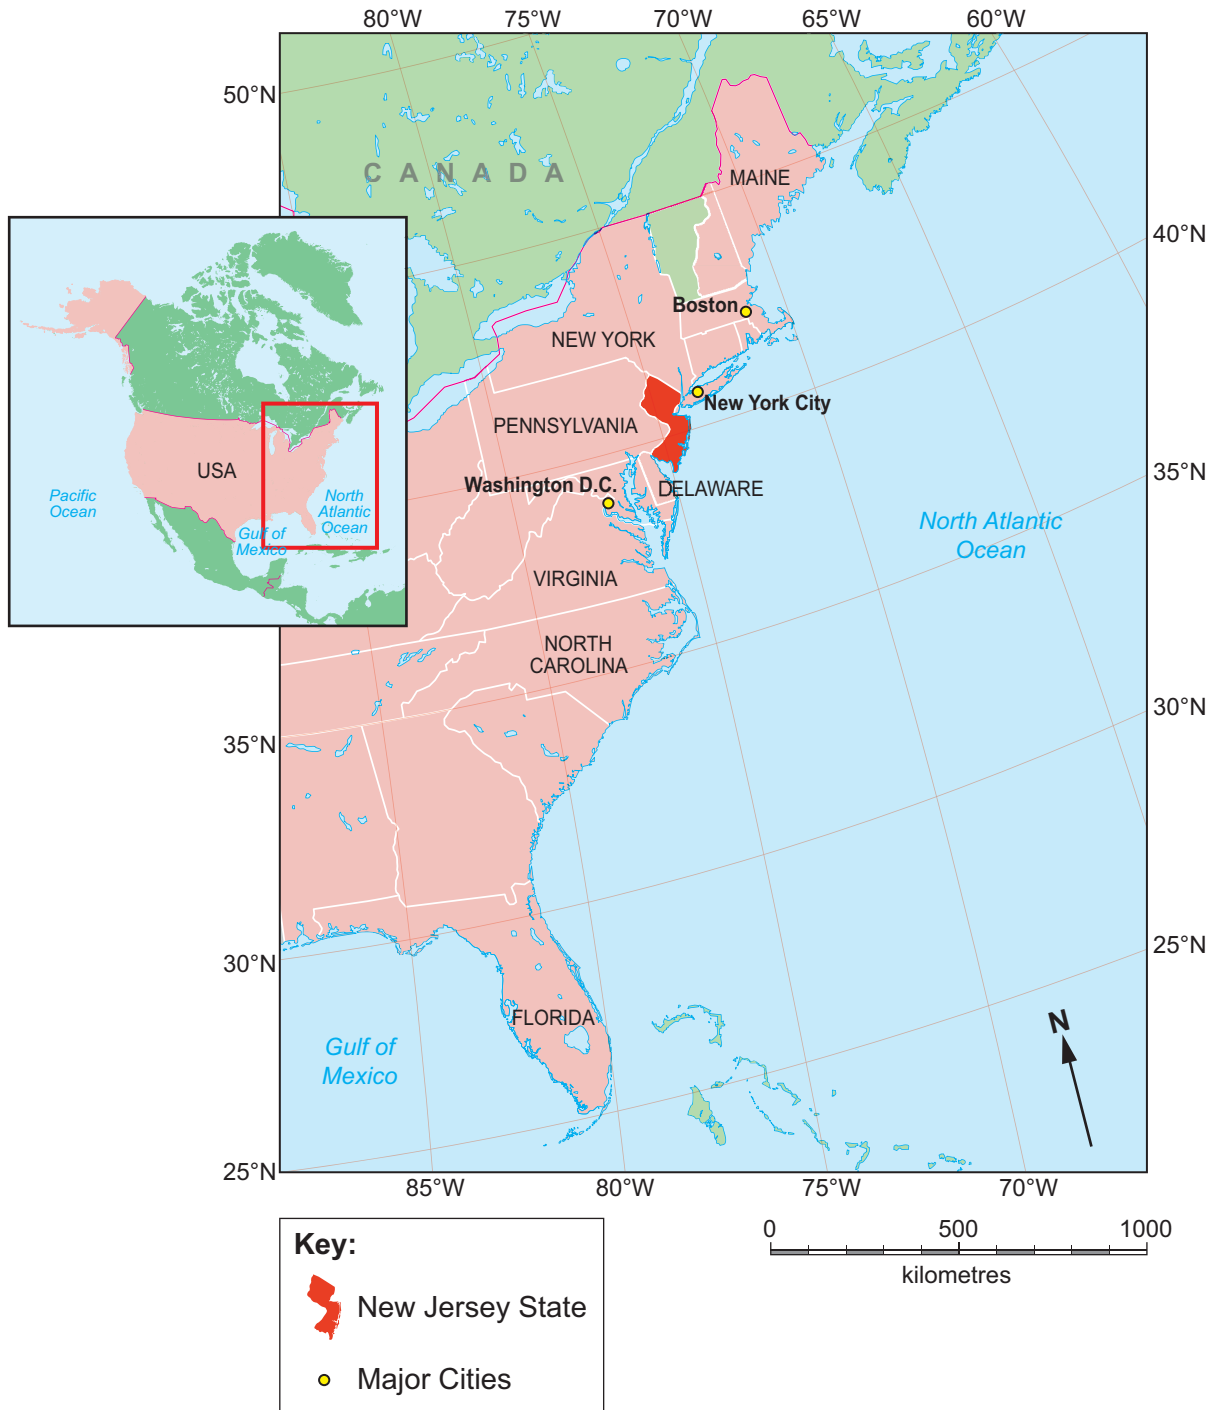 80°W
75°W
70°W
65°W
60°W
50°N
CANADA
MAINE
40°N
Boston
NEW YORK
New York City
PENNSYLVANIA
USA
Pacific
Ocean
North
Atlantic
Ocean
Gulf of
Mexico
35°N
Washington D.C.
DELAWARE
North Atlantic
Ocean
VIRGINIA
NORTH
CAROLINA
30°N
35°N
25°N
30°N
FLORIDA
N
Gulf of
Mexico
25°N
85°W
80°W
75°W
70°W
Key:
New Jersey State
Major Cities
0
500
1000
kilometres